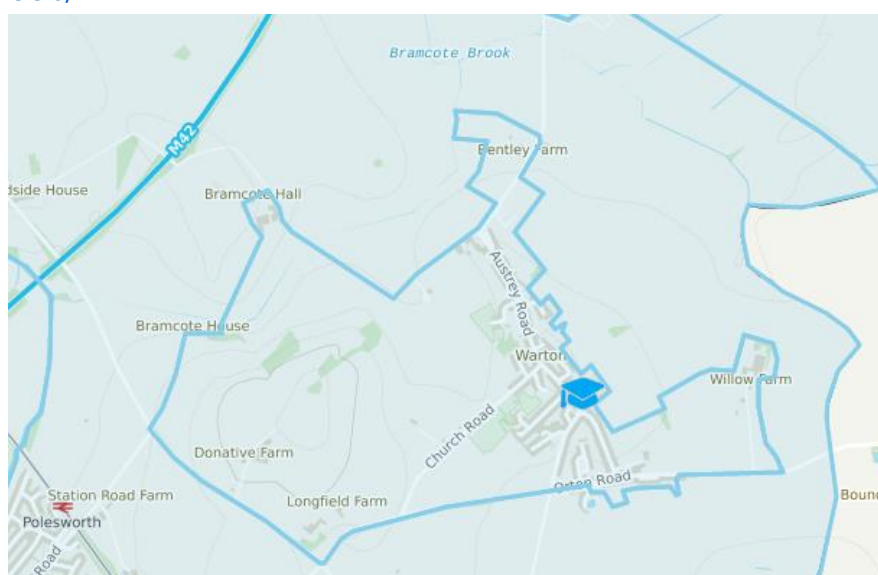 Bramcote Brook
M42
Bentley Farm
dside House
Bramcote Hall
Austrey Road
Bramcote House
Warton
Willow Farm
Church Road
Donative Farm
Orton Road
Station Road Farm
Longfield Farm
Boun
Polesworth
Road